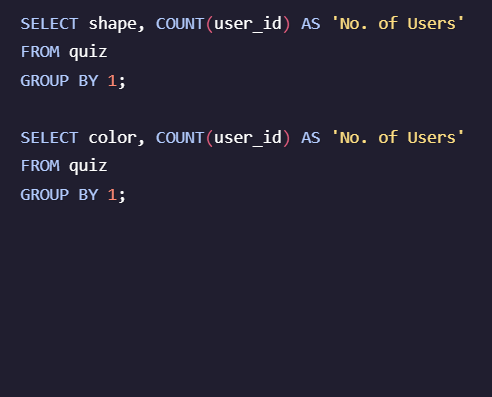 SELECT shape, COUNT(user_id) AS 'No. of Users'
FROM quiz
GROUP BY 1;
SELECT color, COUNT(user_id) AS 'No. of Users'
FROM quiz
GROUP BY 1;